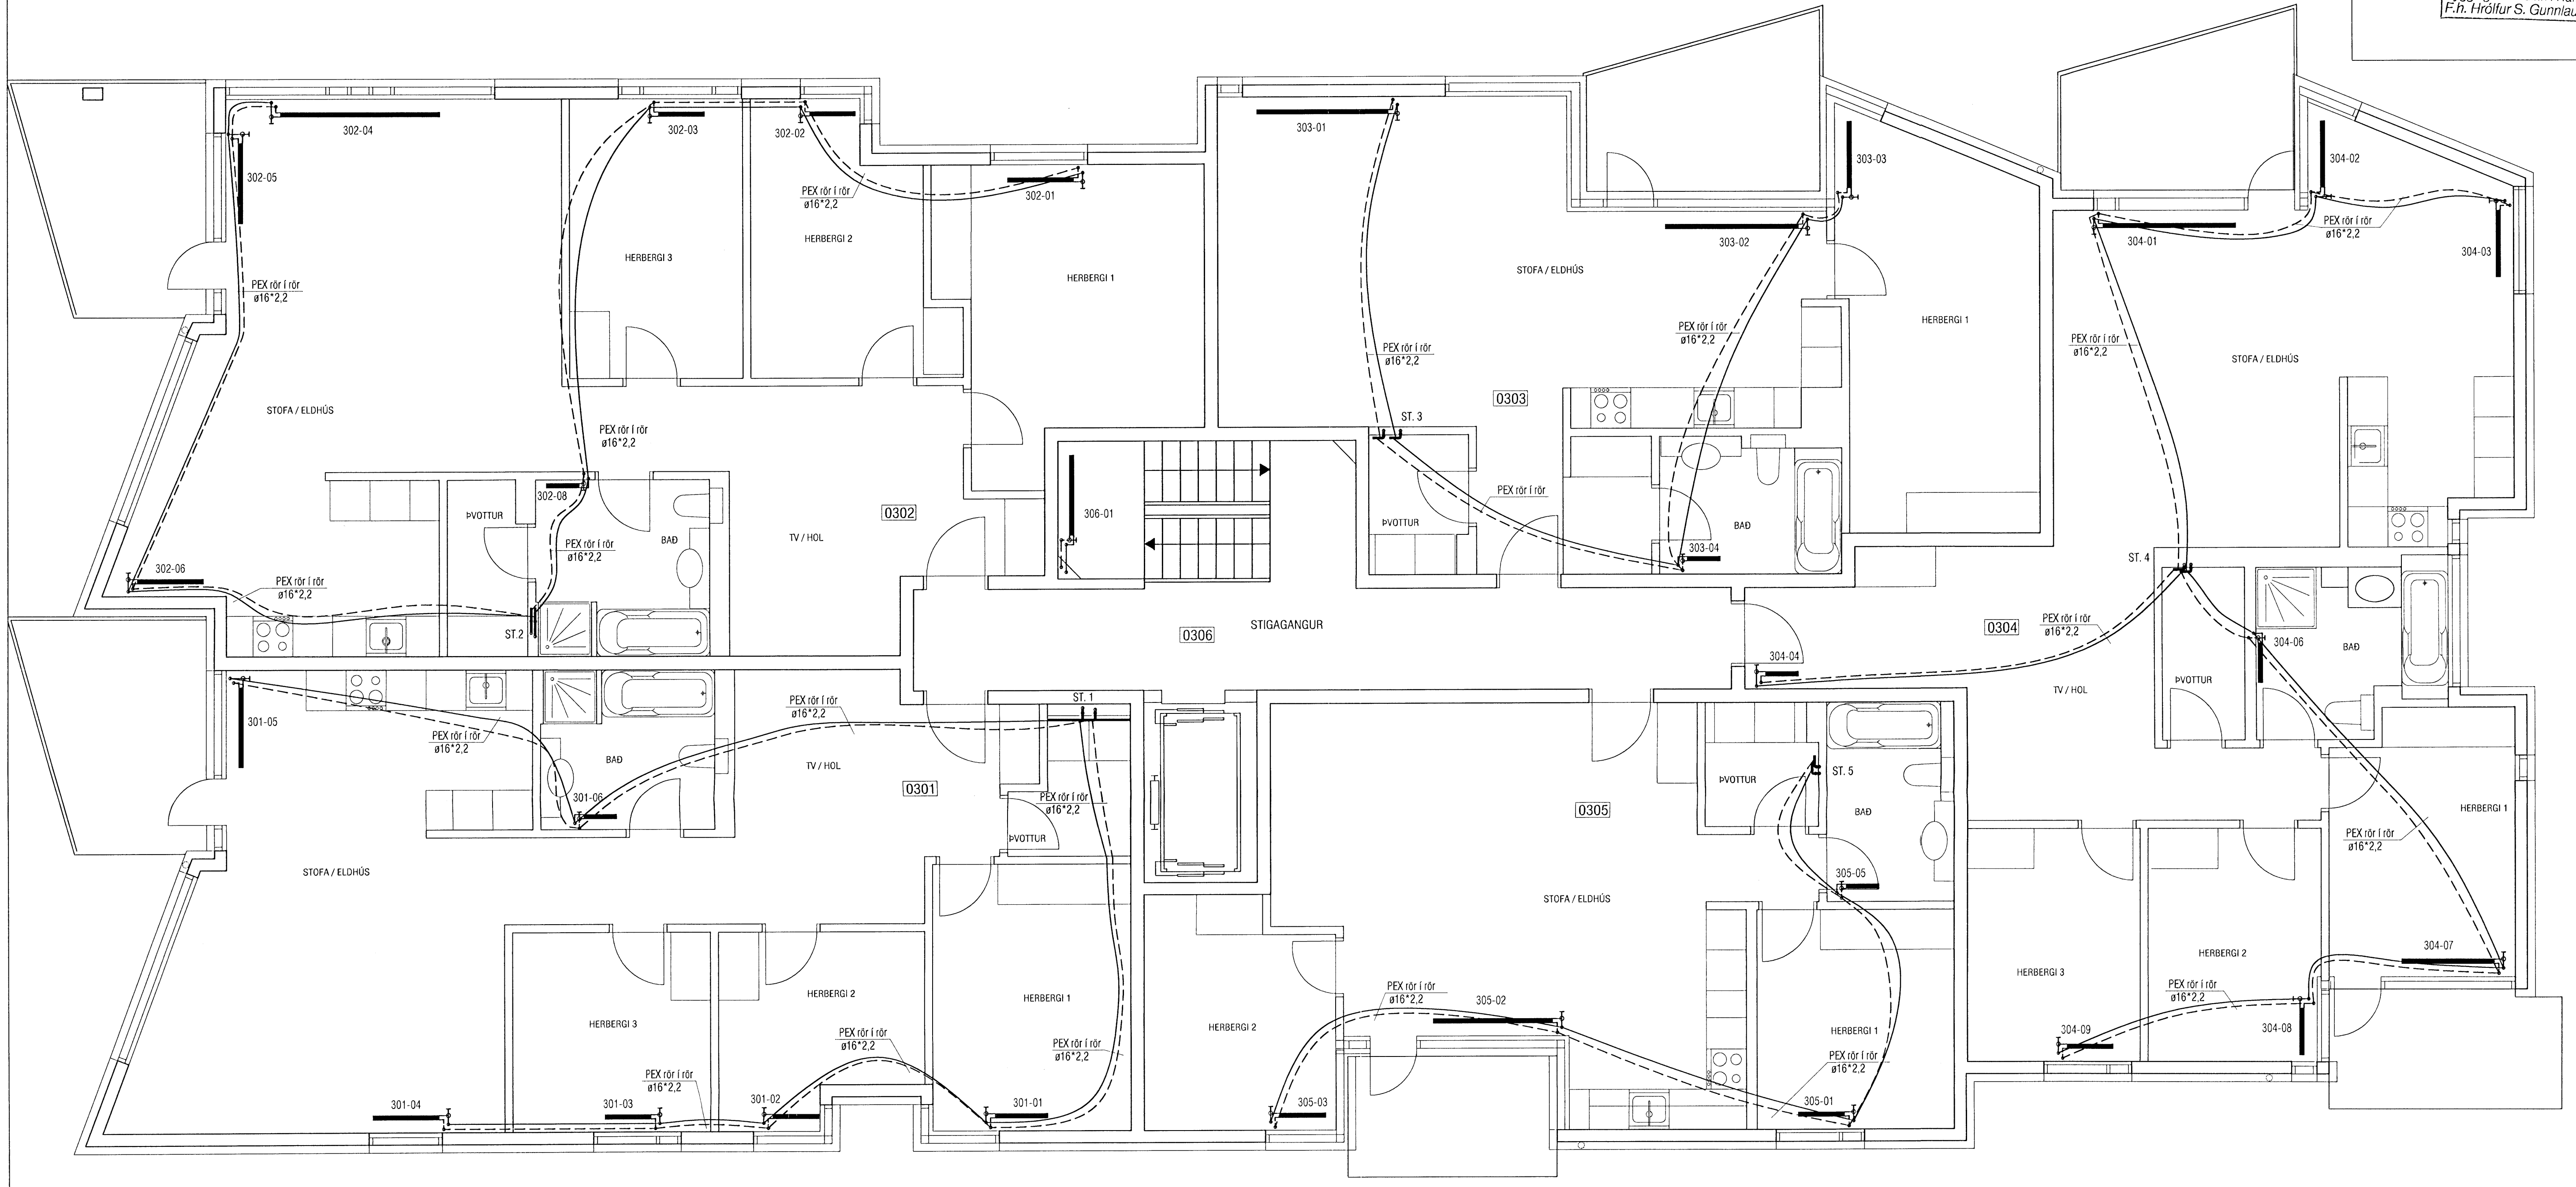 F.h. Hrólfur S. Gunnlau
302-04
302-03
302-02
303-01
303-03
304-02
302-05
PEX rör í rör
ø16*2,2
302-01
PEX rör í rör
ø16*2,2
HERBERGI 3
HERBERGI 2
HERBERGI 1
303-02
304-01
304-03
STOFA / ELDHÚS
PEX rör í rör
ø16*2,2
PEX rör í rör
ø16*2,2
HERBERGI 1
PEX rör í rör
ø16*2,2
PEX rör í rör
ø16*2,2
STOFA / ELDHÚS
STOFA / ELDHÚS
0303
ST. 3
PEX rör í rör
ø16*2,2
302-08
ÞVOTTUR
0302
306-01
PEX rör í rör
ÞVOTTUR
BAÐ
BAÐ
TV / HOL
PEX rör í rör
ø16*2,2
303-04
ST. 4
302-06
PEX rör í rör
ø16*2,2
ST.2
0306
STIGAGANGUR
PEX rör í rör
ø16*2,2
0304
304-06
BAÐ
304-04
ÞVOTTUR
TV / HOL
301-05
PEX rör í rör
ø16*2,2
PEX rör í rör
ø16*2,2
ST. 1
BAÐ
TV / HOL
0301
301-06
PEX rör í rör
ø16*2,2
ÞVOTTUR
ÞVOTTUR
ST. 5
0305
BAÐ
HERBERGI 1
PEX rör í rör
ø16*2,2
STOFA / ELDHÚS
305-05
STOFA / ELDHÚS
304-07
HERBERGI 3
HERBERGI 2
HERBERGI 1
HERBERGI 2
PEX rör í rör
ø16*2,2
305-02
HERBERGI 1
HERBERGI 3
HERBERGI 2
PEX rör í rör
ø16*2,2
PEX rör í rör
ø16*2,2
PEX rör í rör
ø16*2,2
PEX rör í rör
ø16*2,2
304-09
304-08
PEX rör í rör
ø16*2,2
301-04
301-03
301-02
301-01
305-03
305-01